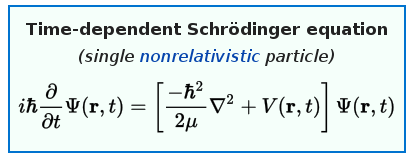 Time-dependent Schrödinger equation
(single nonrelativistic particle)
iħ ∂/∂t Ψ(r, t) = [ −ħ²/2μ ∇² + V(r, t) ] Ψ(r, t)